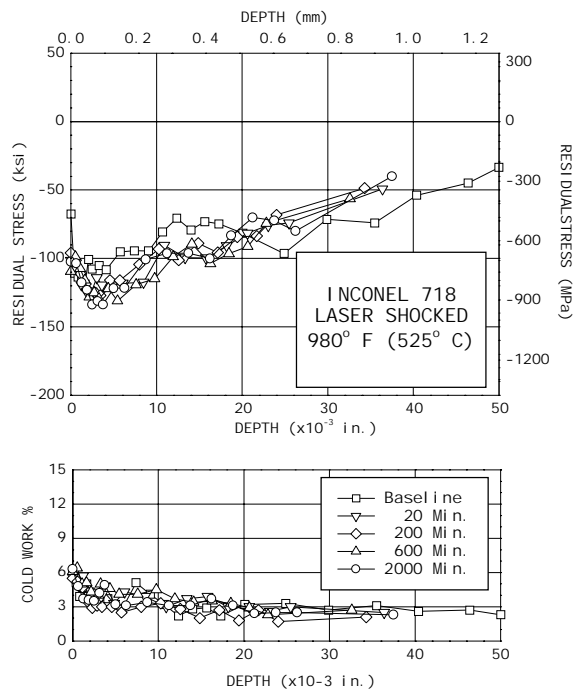 DEPTH (mm)
0.0 0.2 0.4 0.6 0.8 1.0 1.2
50
0
-50
-100
-150
-200
RESIDUAL STRESS (ksi)
300
0
-300
-600
-900
-1200
RESIDUALSTRESS (MPa)
INCONEL 718
LASER SHOCKED
980° F (525° C)
0 10 20 30 40 50
DEPTH (x10-3 in.)
15
12
9
6
3
0
COLD WORK %
Baseline
20 Min.
200 Min.
600 Min.
2000 Min.
0 10 20 30 40 50
DEPTH (x10-3 in.)